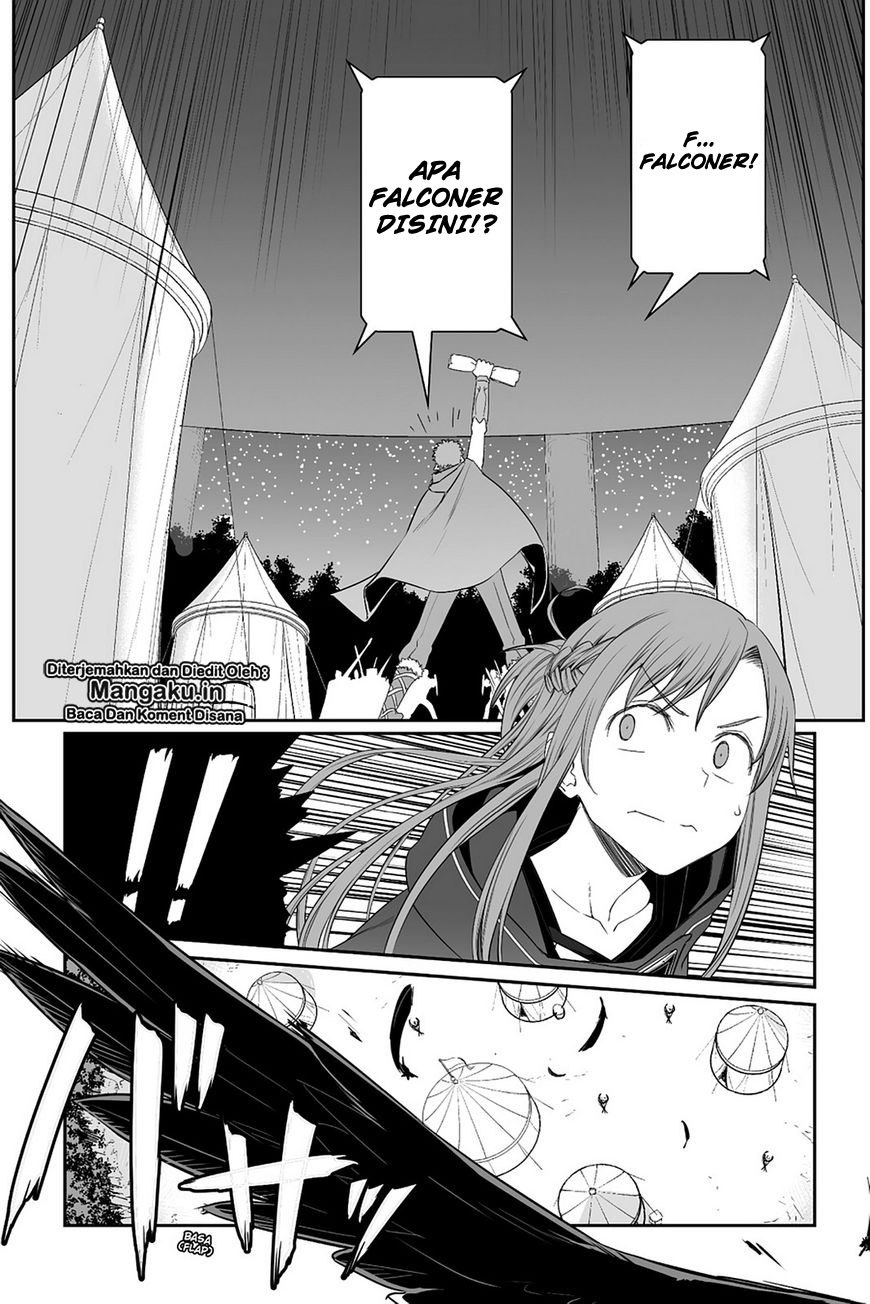 F...
FALCONER!
APA
FALCONER
DISINI!?
Diterjemahkan dan Diedit Oleh :
Mangaku.in
Baca Dan Koment Disana
!!
BASA
(FLAP)